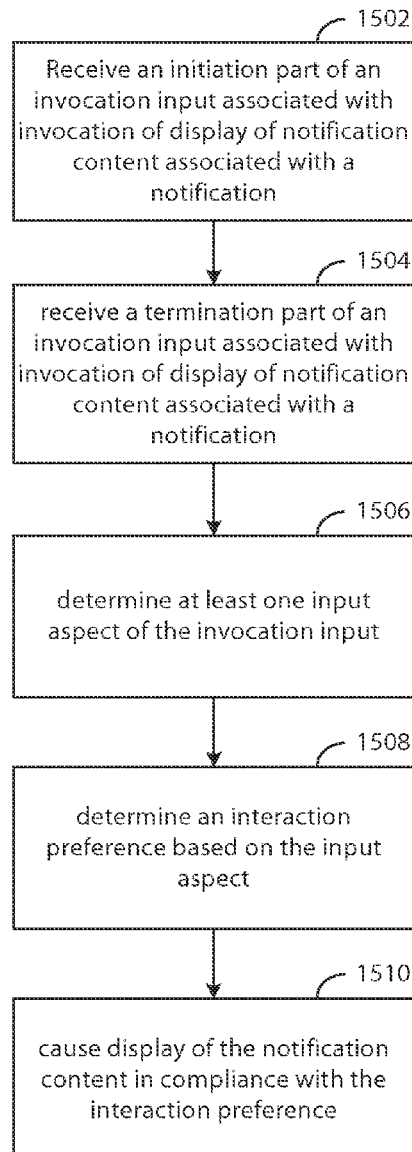 1502
Receive an initiation part of an
invocation input associated with
invocation of display of notification
content associated with a
notification
1504
receive a termination part of an
invocation input associated with
invocation of display of notification
content associated with a
notification
1506
determine at least one input
aspect of the invocation input
1508
determine an interaction
preference based on the input
aspect
1510
cause display of the notification
content in compliance with the
interaction preference